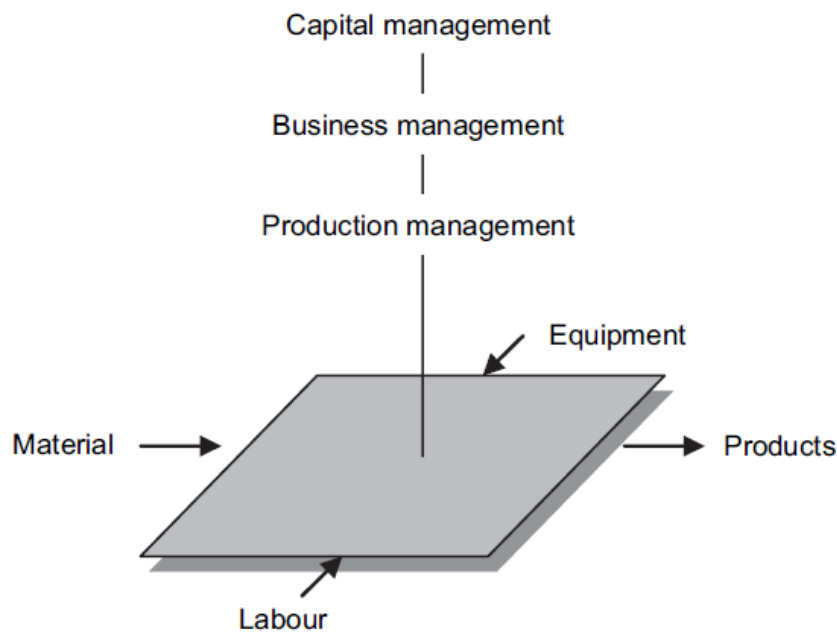 Capital management
Business management
Production management
Equipment
Material
Products
Labour